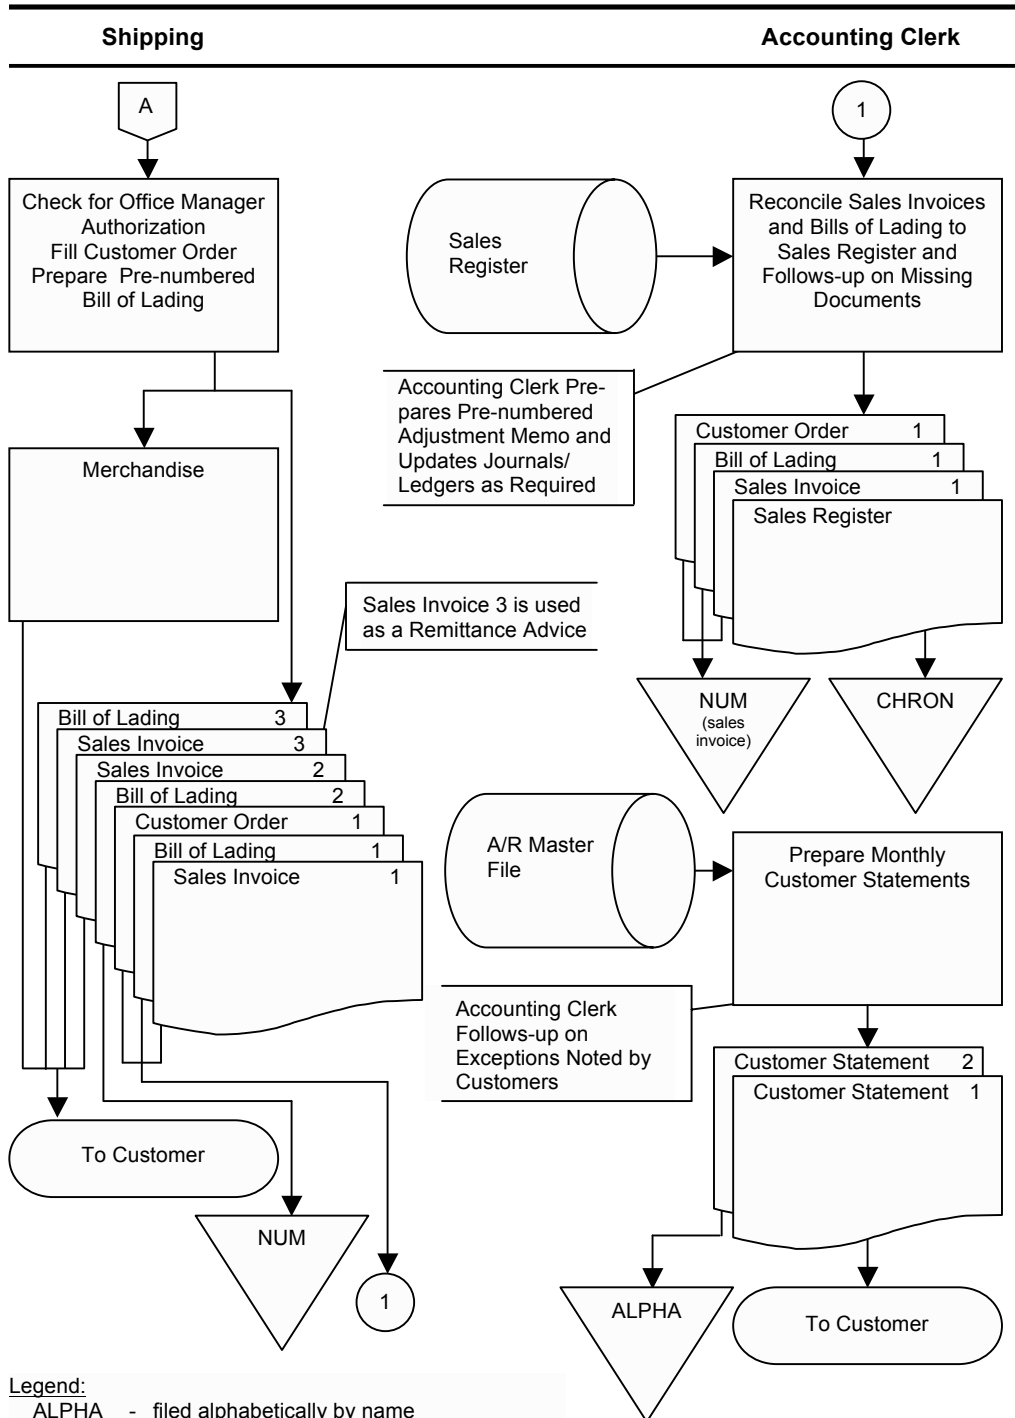 Shipping
Accounting Clerk
A
1
Check for Office Manager
Authorization
Fill Customer Order
Prepare Pre-numbered
Bill of Lading
Sales
Register
Reconcile Sales Invoices
and Bills of Lading to
Sales Register and
Follows-up on Missing
Documents
Accounting Clerk Pre-
pares Pre-numbered
Adjustment Memo and
Updates Journals/
Ledgers as Required
Merchandise
Customer Order 1
Bill of Lading 1
Sales Invoice 1
Sales Register
Sales Invoice 3 is used
as a Remittance Advice
NUM
(sales
invoice)
CHRON
Bill of Lading 3
Sales Invoice 3
Sales Invoice 2
Bill of Lading 2
Customer Order 1
Bill of Lading 1
Sales Invoice 1
A/R Master
File
Prepare Monthly
Customer Statements
Accounting Clerk
Follows-up on
Exceptions Noted by
Customers
Customer Statement 2
Customer Statement 1
To Customer
NUM
1
ALPHA
To Customer
Legend:
ALPHA - filed alphabetically by name